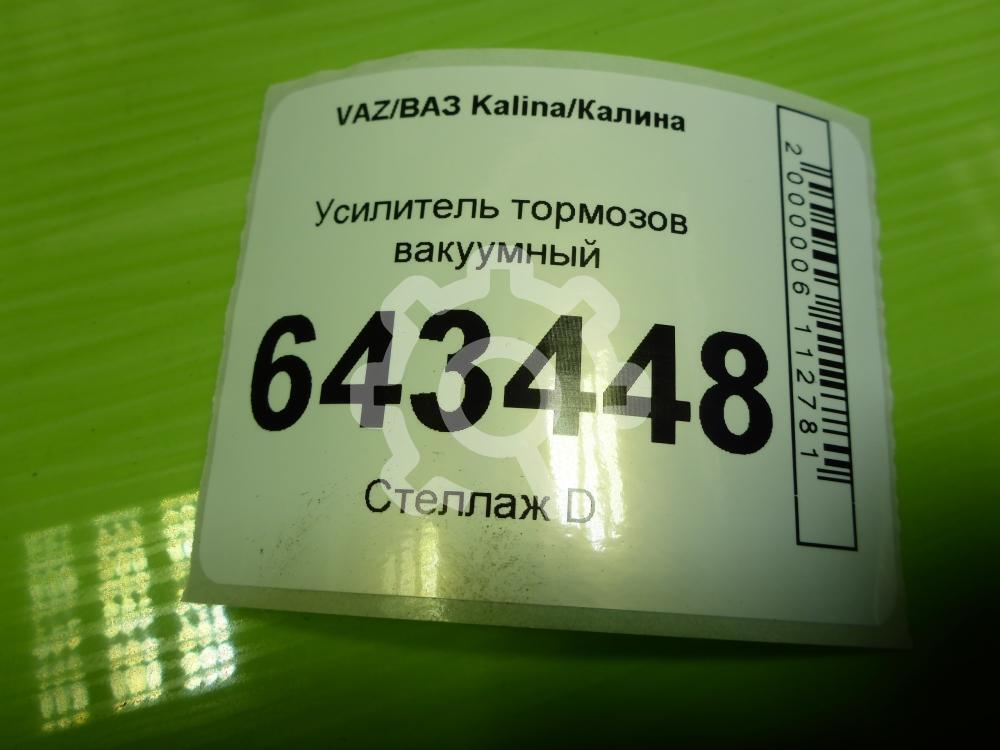 VAZ/ВАЗ Kalina/Калина
Усилитель тормозов
вакуумный
643448
Стеллаж D
2000006112781